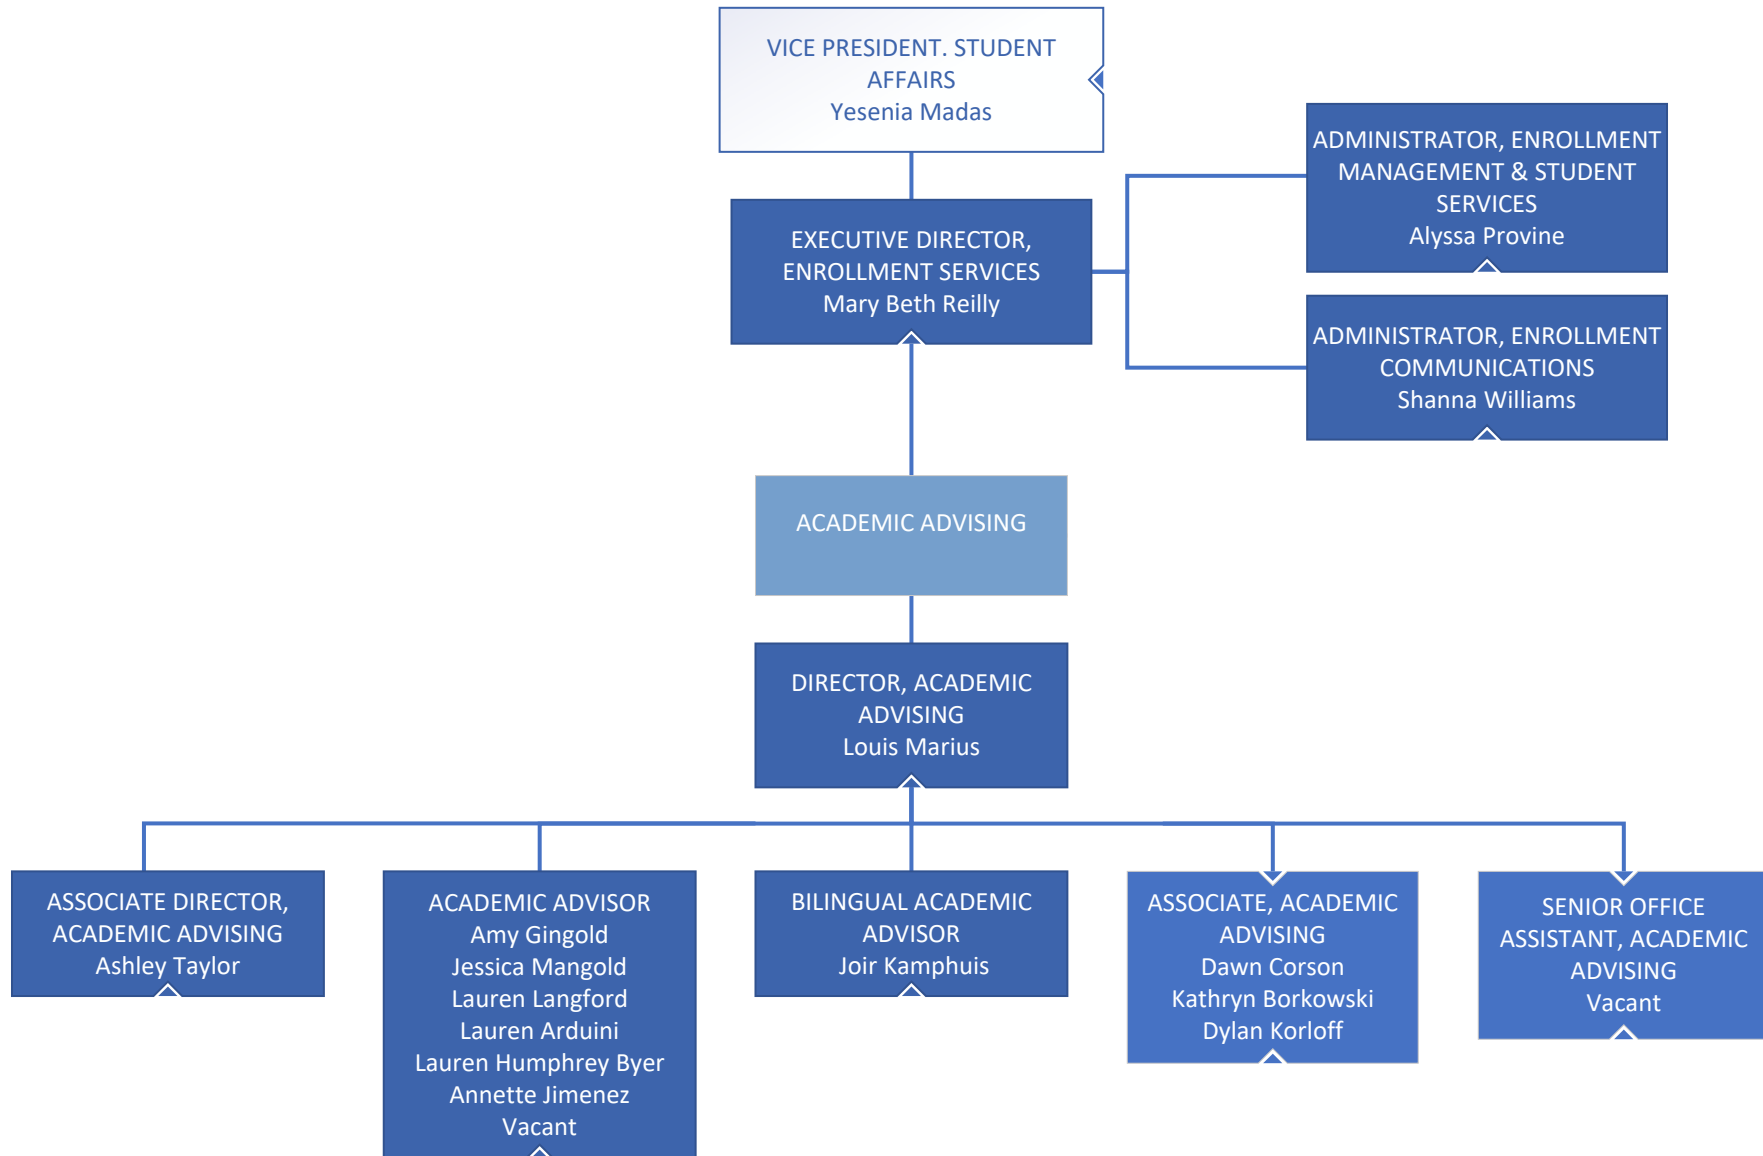 VICE PRESIDENT. STUDENT
AFFAIRS
Yesenia Madas
ADMINISTRATOR, ENROLLMENT
MANAGEMENT & STUDENT
SERVICES
Alyssa Provine
EXECUTIVE DIRECTOR,
ENROLLMENT SERVICES
Mary Beth Reilly
ADMINISTRATOR, ENROLLMENT
COMMUNICATIONS
Shanna Williams
ACADEMIC ADVISING
DIRECTOR, ACADEMIC
ADVISING
Louis Marius
ASSOCIATE DIRECTOR,
ACADEMIC ADVISING
Ashley Taylor
ACADEMIC ADVISOR
Amy Gingold
Jessica Mangold
Lauren Langford
Lauren Arduini
Lauren Humphrey Byer
Annette Jimenez
Vacant
BILINGUAL ACADEMIC
ADVISOR
Joir Kamphuis
ASSOCIATE, ACADEMIC
ADVISING
Dawn Corson
Kathryn Borkowski
Dylan Korloff
SENIOR OFFICE
ASSISTANT, ACADEMIC
ADVISING
Vacant